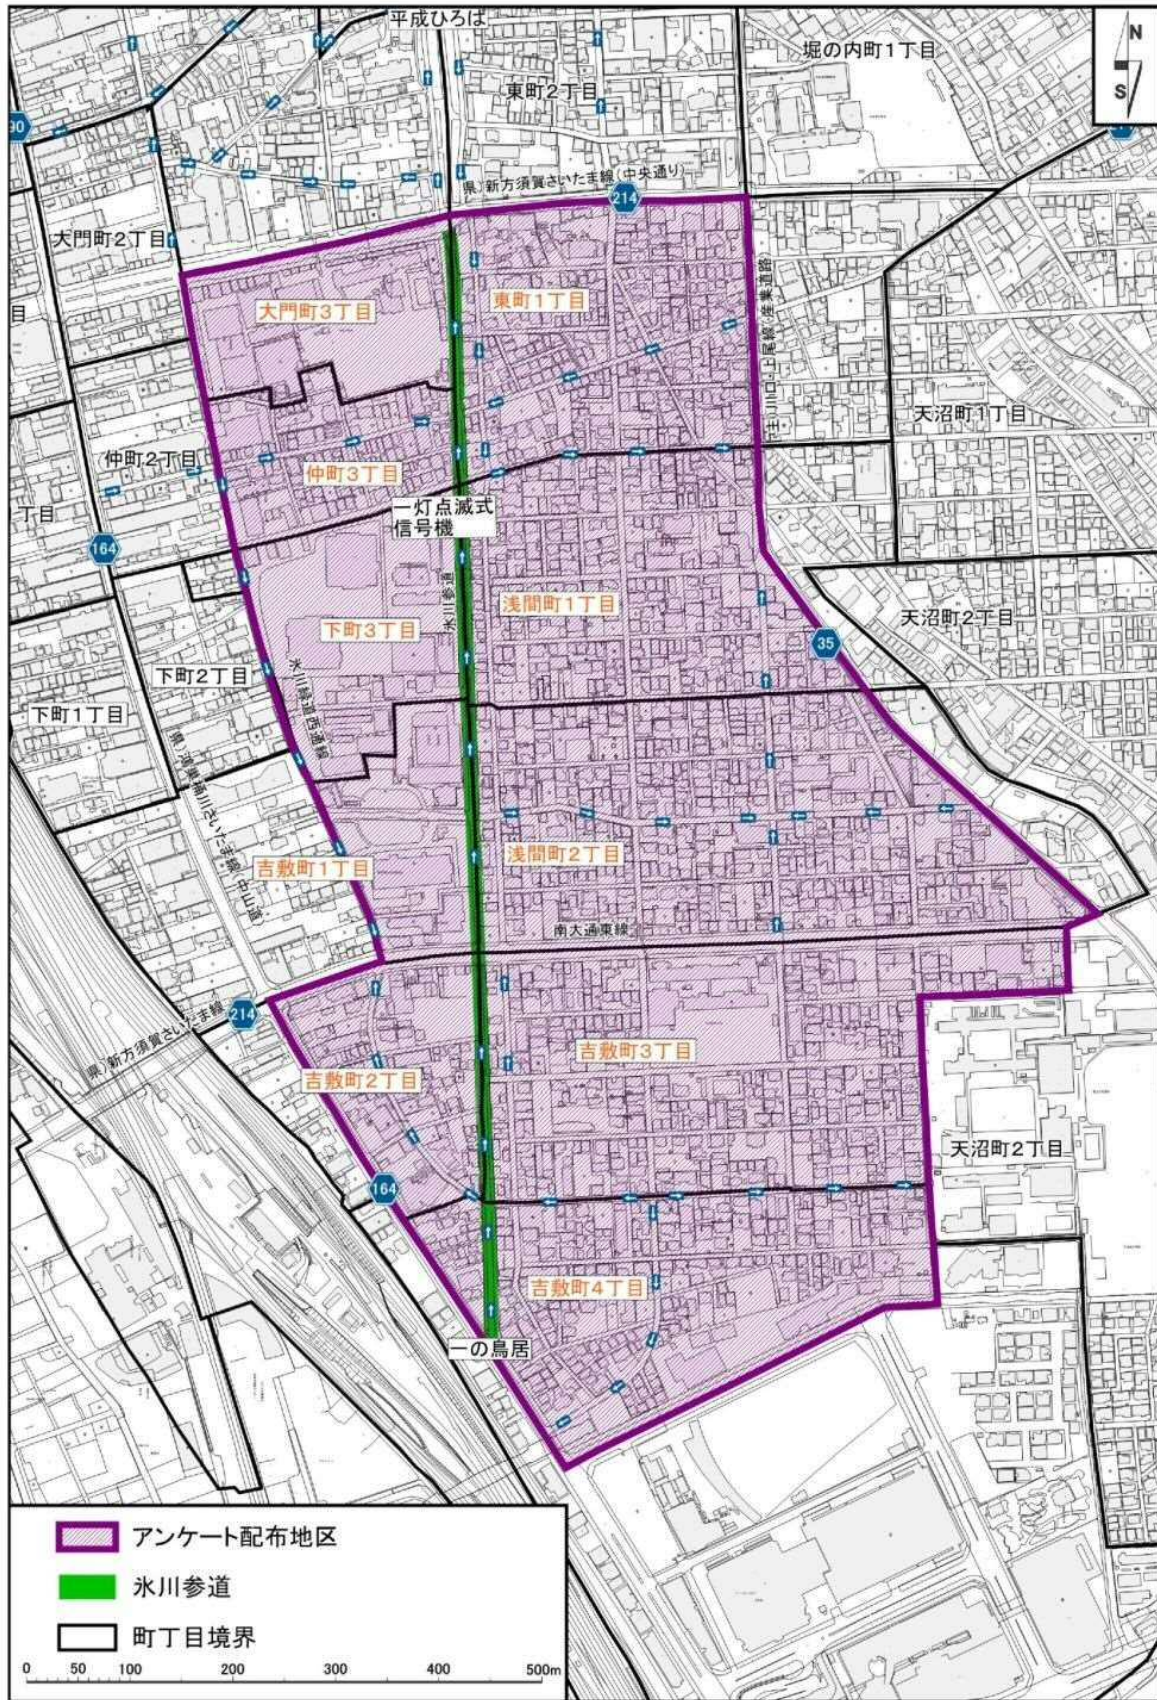 平成ひろば
堀の内町1丁目
N
S
東町2丁目
90
県)新方須賀さいたま線(中央通り)
214
大門町2丁目
大門町3丁目
東町1丁目
目
天沼町1丁目
仲町2丁目
仲町3丁目
一灯点滅式
信号機
丁目
164
氷川参道
浅間町1丁目
天沼町2丁目
下町3丁目
35
下町2丁目
氷川緑道西通線
下町1丁目
浅間町2丁目
吉敷町1丁目
南大通東線
214
県)新方須賀さいたま線
吉敷町3丁目
吉敷町2丁目
天沼町2丁目
164
吉敷町4丁目
一の鳥居
アンケート配布地区
氷川参道
町丁目境界
0 50 100 200 300 400 500m